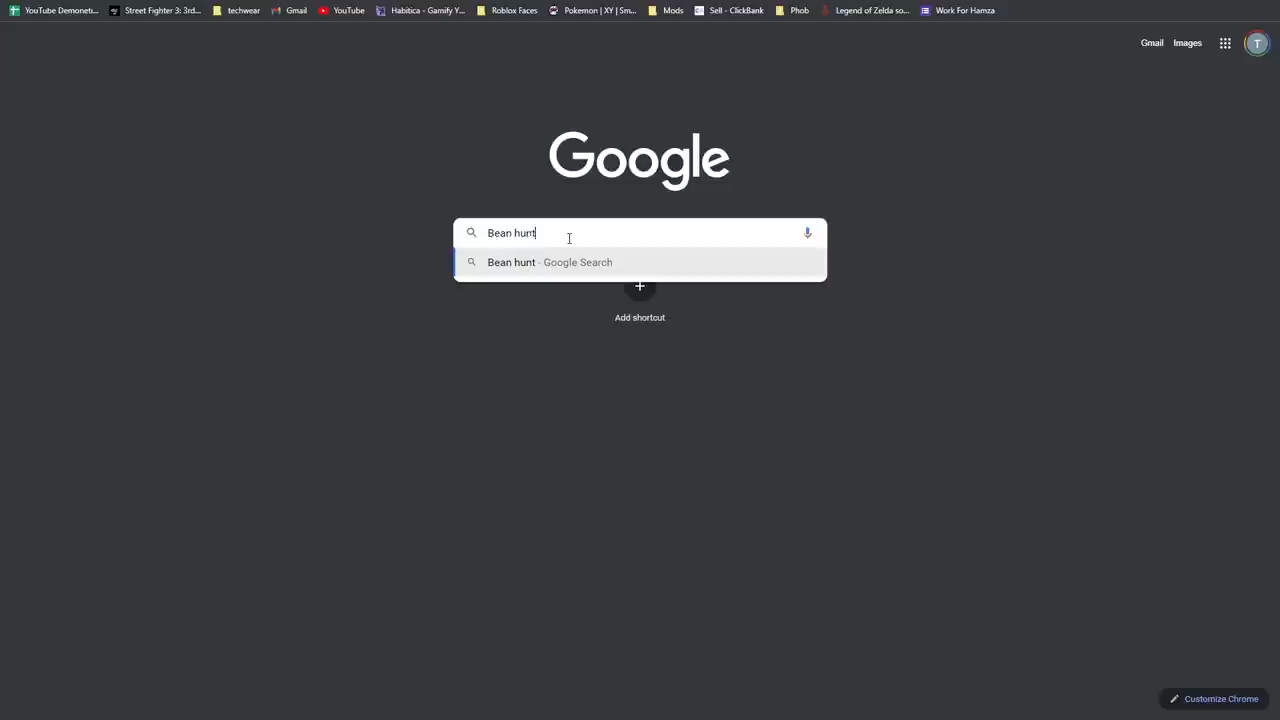 YouTube Demoneti... Street Fighter 3: 3rd... techwear Gmail YouTube Habitica - Gamify Y... Roblox Faces Pokemon | XY | Sm... Mods Sell - ClickBank Phob Legend of Zelda so... Work For Hamza
Gmail Images T
Google
Bean hunt
Bean hunt - Google Search
Add shortcut
Customize Chrome